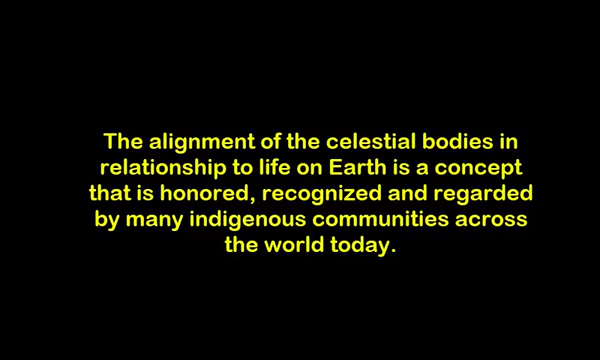 The alignment of the celestial bodies in
relationship to life on Earth is a concept
that is honored, recognized and regarded
by many indigenous communities across
the world today.